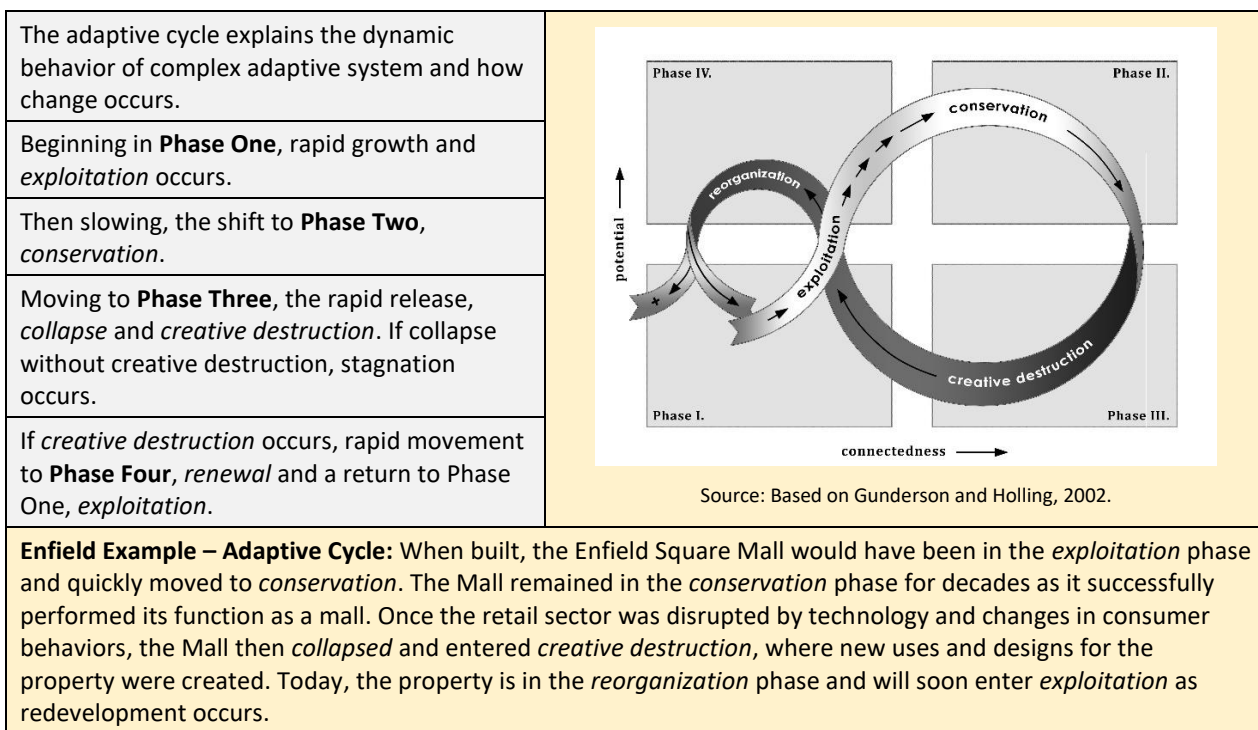 The adaptive cycle explains the dynamic
behavior of complex adaptive system and how
change occurs.
Beginning in Phase One, rapid growth and
exploitation occurs.
Then slowing, the shift to Phase Two,
conservation.
Moving to Phase Three, the rapid release,
collapse and creative destruction. If collapse
without creative destruction, stagnation
occurs.
If creative destruction occurs, rapid movement
to Phase Four, renewal and a return to Phase
One, exploitation.
Phase IV.
Phase II.
conservation
reorganization
exploitation
potential
creative destruction
Phase I.
Phase III.
connectedness
Source: Based on Gunderson and Holling, 2002.
Enfield Example – Adaptive Cycle: When built, the Enfield Square Mall would have been in the exploitation phase
and quickly moved to conservation. The Mall remained in the conservation phase for decades as it successfully
performed its function as a mall. Once the retail sector was disrupted by technology and changes in consumer
behaviors, the Mall then collapsed and entered creative destruction, where new uses and designs for the
property were created. Today, the property is in the reorganization phase and will soon enter exploitation as
redevelopment occurs.